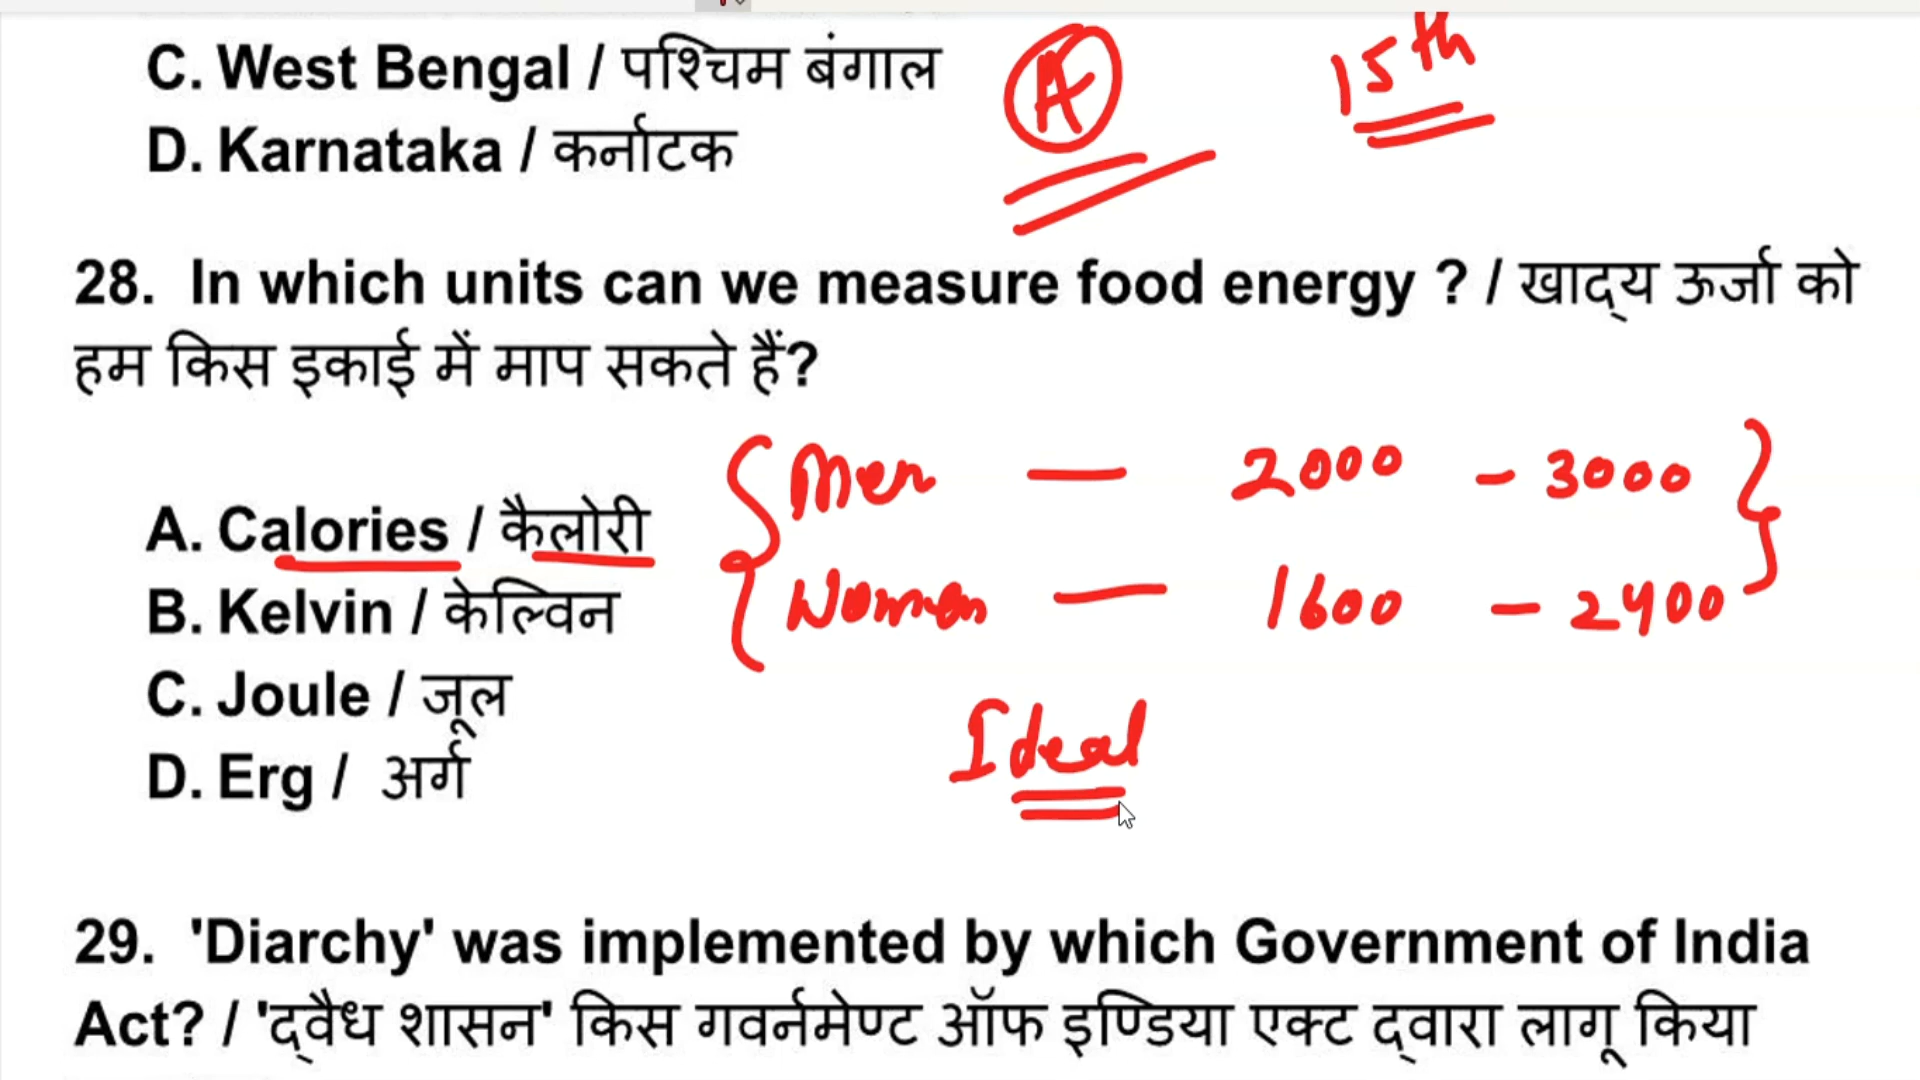 C. West Bengal / पश्चिम बंगाल
A
15th
D. Karnataka / कर्नाटक
28. In which units can we measure food energy ? / खाद्य ऊर्जा को
हम किस इकाई में माप सकते हैं?
Men — 2000 - 3000
A. Calories / कैलोरी
Women — 1600 - 2400
B. Kelvin / केल्विन
C. Joule / जूल
Ideal
D. Erg / अर्ग
29. 'Diarchy' was implemented by which Government of India
Act? / 'द्वैध शासन' किस गवर्नमेण्ट ऑफ इण्डिया एक्ट द्वारा लागू किया